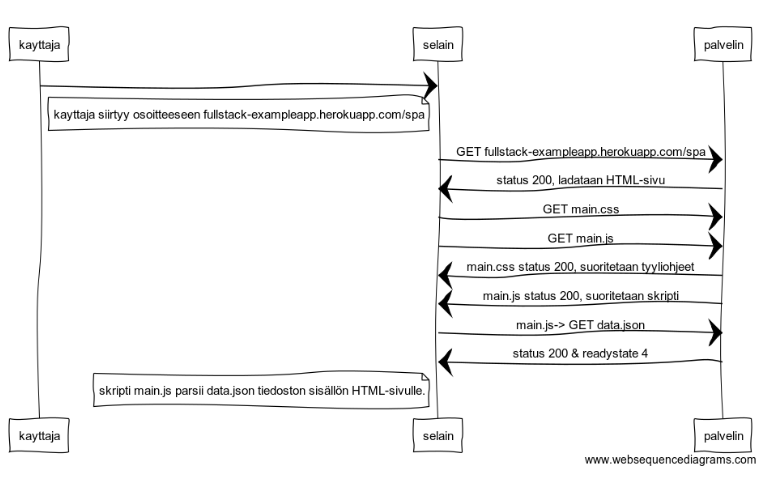 kayttaja selain palvelin
kayttaja siirtyy osoitteeseen fullstack-exampleapp.herokuapp.com/spa
GET fullstack-exampleapp.herokuapp.com/spa
status 200, ladataan HTML-sivu
GET main.css
GET main.js
main.css status 200, suoritetaan tyyliohjeet
main.js status 200, suoritetaan skripti
main.js-> GET data.json
status 200 & readystate 4
skripti main.js parsii data.json tiedoston sisällön HTML-sivulle.
kayttaja selain palvelin
www.websequencediagrams.com